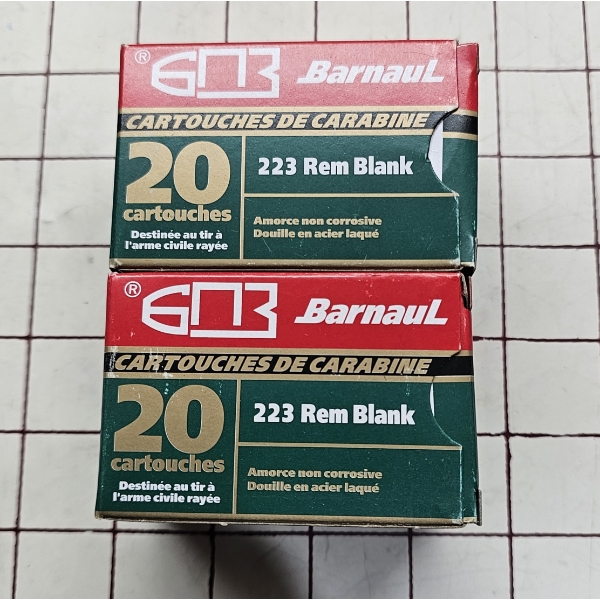 ® БПЗ BarnauL
CARTOUCHES DE CARABINE
20
cartouches
Destinée au tir à
l'arme civile rayée
223 Rem Blank
Amorce non corrosive
Douille en acier laqué
® БПЗ BarnauL
CARTOUCHES DE CARABINE
20
cartouches
Destinée au tir à
l'arme civile rayée
223 Rem Blank
Amorce non corrosive
Douille en acier laqué